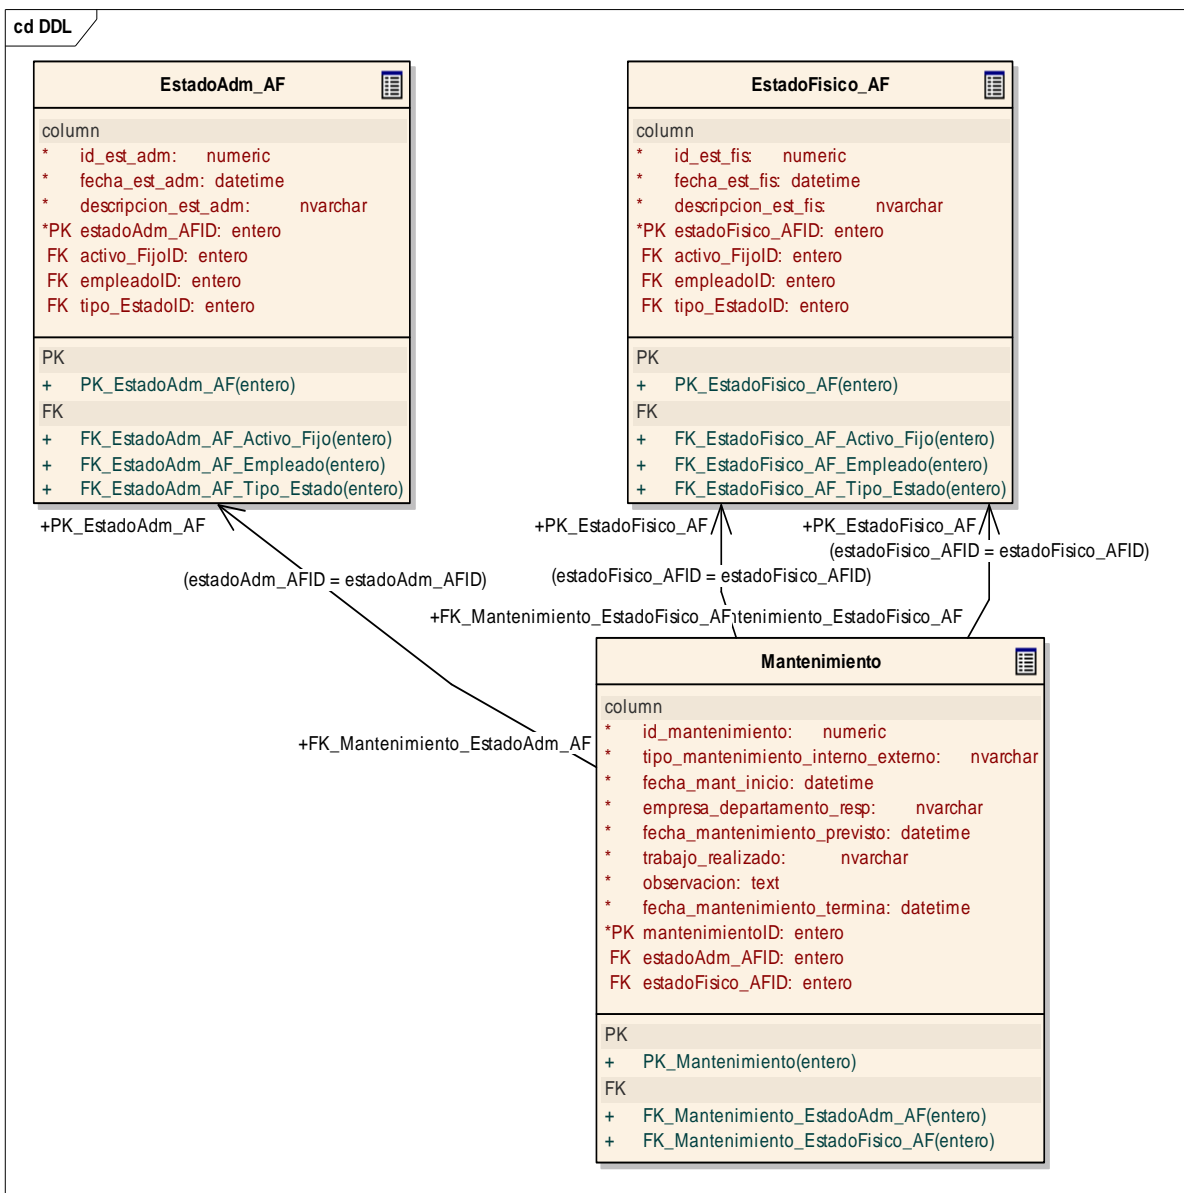 cd DDL
EstadoAdm_AF
column
* id_est_adm: numeric
* fecha_est_adm: datetime
* descripcion_est_adm: nvarchar
*PK estadoAdm_AFID: entero
FK activo_FijoID: entero
FK empleadoID: entero
FK tipo_EstadoID: entero
PK
+ PK_EstadoAdm_AF(entero)
FK
+ FK_EstadoAdm_AF_Activo_Fijo(entero)
+ FK_EstadoAdm_AF_Empleado(entero)
+ FK_EstadoAdm_AF_Tipo_Estado(entero)
EstadoFisico_AF
column
* id_est_fis: numeric
* fecha_est_fis: datetime
* descripcion_est_fis: nvarchar
*PK estadoFisico_AFID: entero
FK activo_FijoID: entero
FK empleadoID: entero
FK tipo_EstadoID: entero
PK
+ PK_EstadoFisico_AF(entero)
FK
+ FK_EstadoFisico_AF_Activo_Fijo(entero)
+ FK_EstadoFisico_AF_Empleado(entero)
+ FK_EstadoFisico_AF_Tipo_Estado(entero)
+PK_EstadoAdm_AF
+PK_EstadoFisico_AF
+PK_EstadoFisico_AF
(estadoFisico_AFID = estadoFisico_AFID)
(estadoAdm_AFID = estadoAdm_AFID)
(estadoFisico_AFID = estadoFisico_AFID)
+FK_Mantenimiento_EstadoFisico_AF
ntenimiento_EstadoFisico_AF
+FK_Mantenimiento_EstadoAdm_AF
Mantenimiento
column
* id_mantenimiento: numeric
* tipo_mantenimiento_interno_externo: nvarchar
* fecha_mant_inicio: datetime
* empresa_departamento_resp: nvarchar
* fecha_mantenimiento_previsto: datetime
* trabajo_realizado: nvarchar
* observacion: text
* fecha_mantenimiento_termina: datetime
*PK mantenimientoID: entero
FK estadoAdm_AFID: entero
FK estadoFisico_AFID: entero
PK
+ PK_Mantenimiento(entero)
FK
+ FK_Mantenimiento_EstadoAdm_AF(entero)
+ FK_Mantenimiento_EstadoFisico_AF(entero)